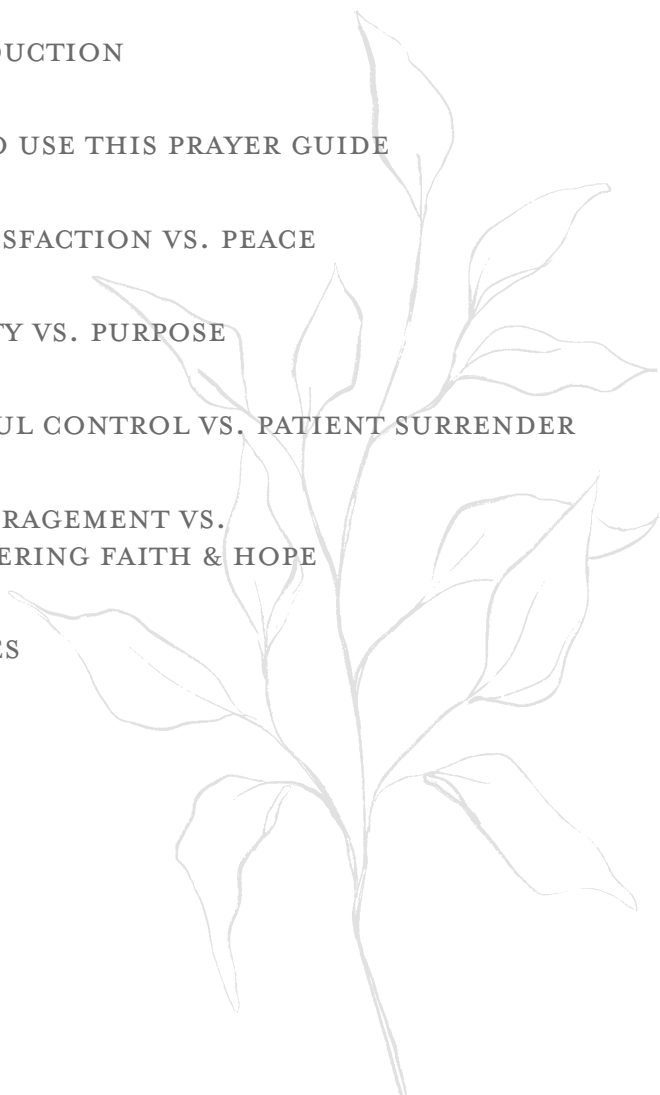 DUCTION
O USE THIS PRAYER GUIDE
SFACTION VS. PEACE
TY VS. PURPOSE
UL CONTROL VS. PATIENT SURRENDER
RAGEMENT VS.
ERING FAITH & HOPE
ES